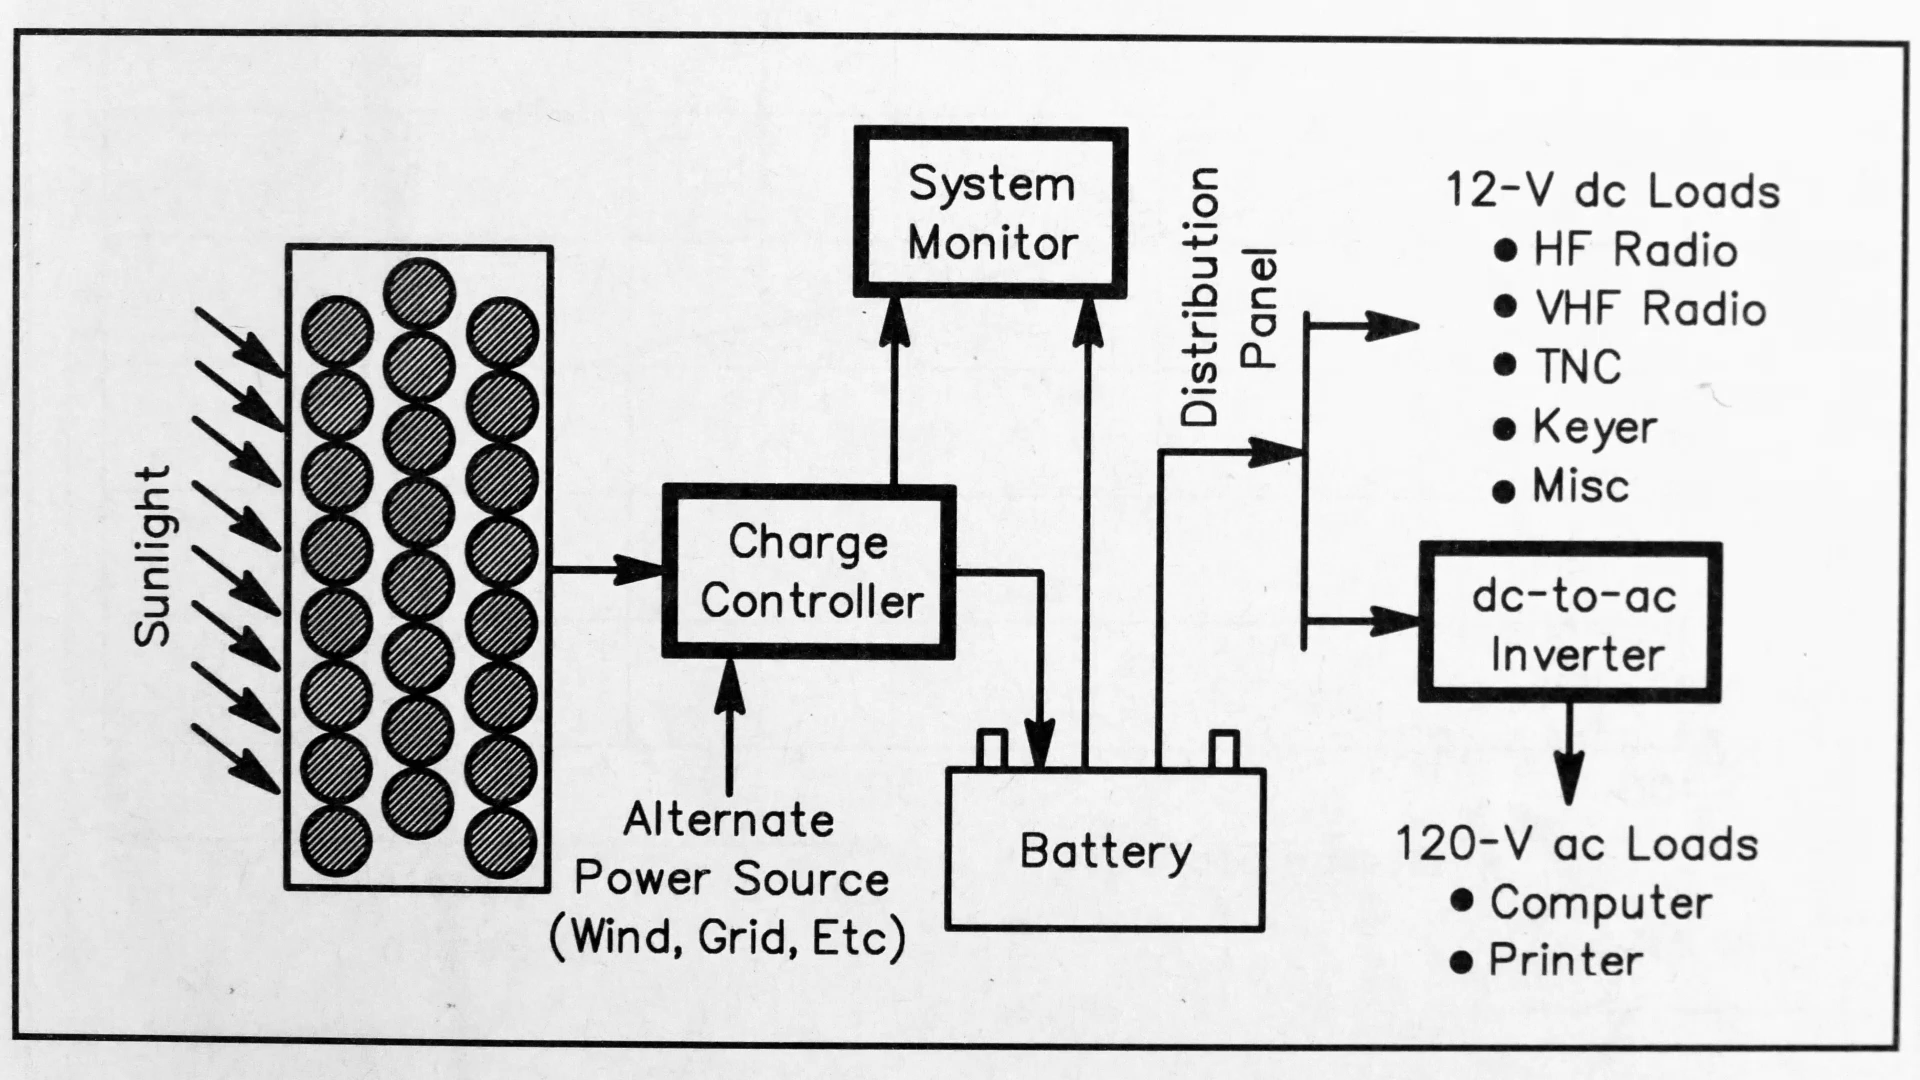 Sunlight
System
Monitor
Charge
Controller
Alternate
Power Source
(Wind, Grid, Etc)
Battery
Distribution
Panel
12-V dc Loads
● HF Radio
● VHF Radio
● TNC
● Keyer
● Misc
dc-to-ac
Inverter
120-V ac Loads
● Computer
● Printer